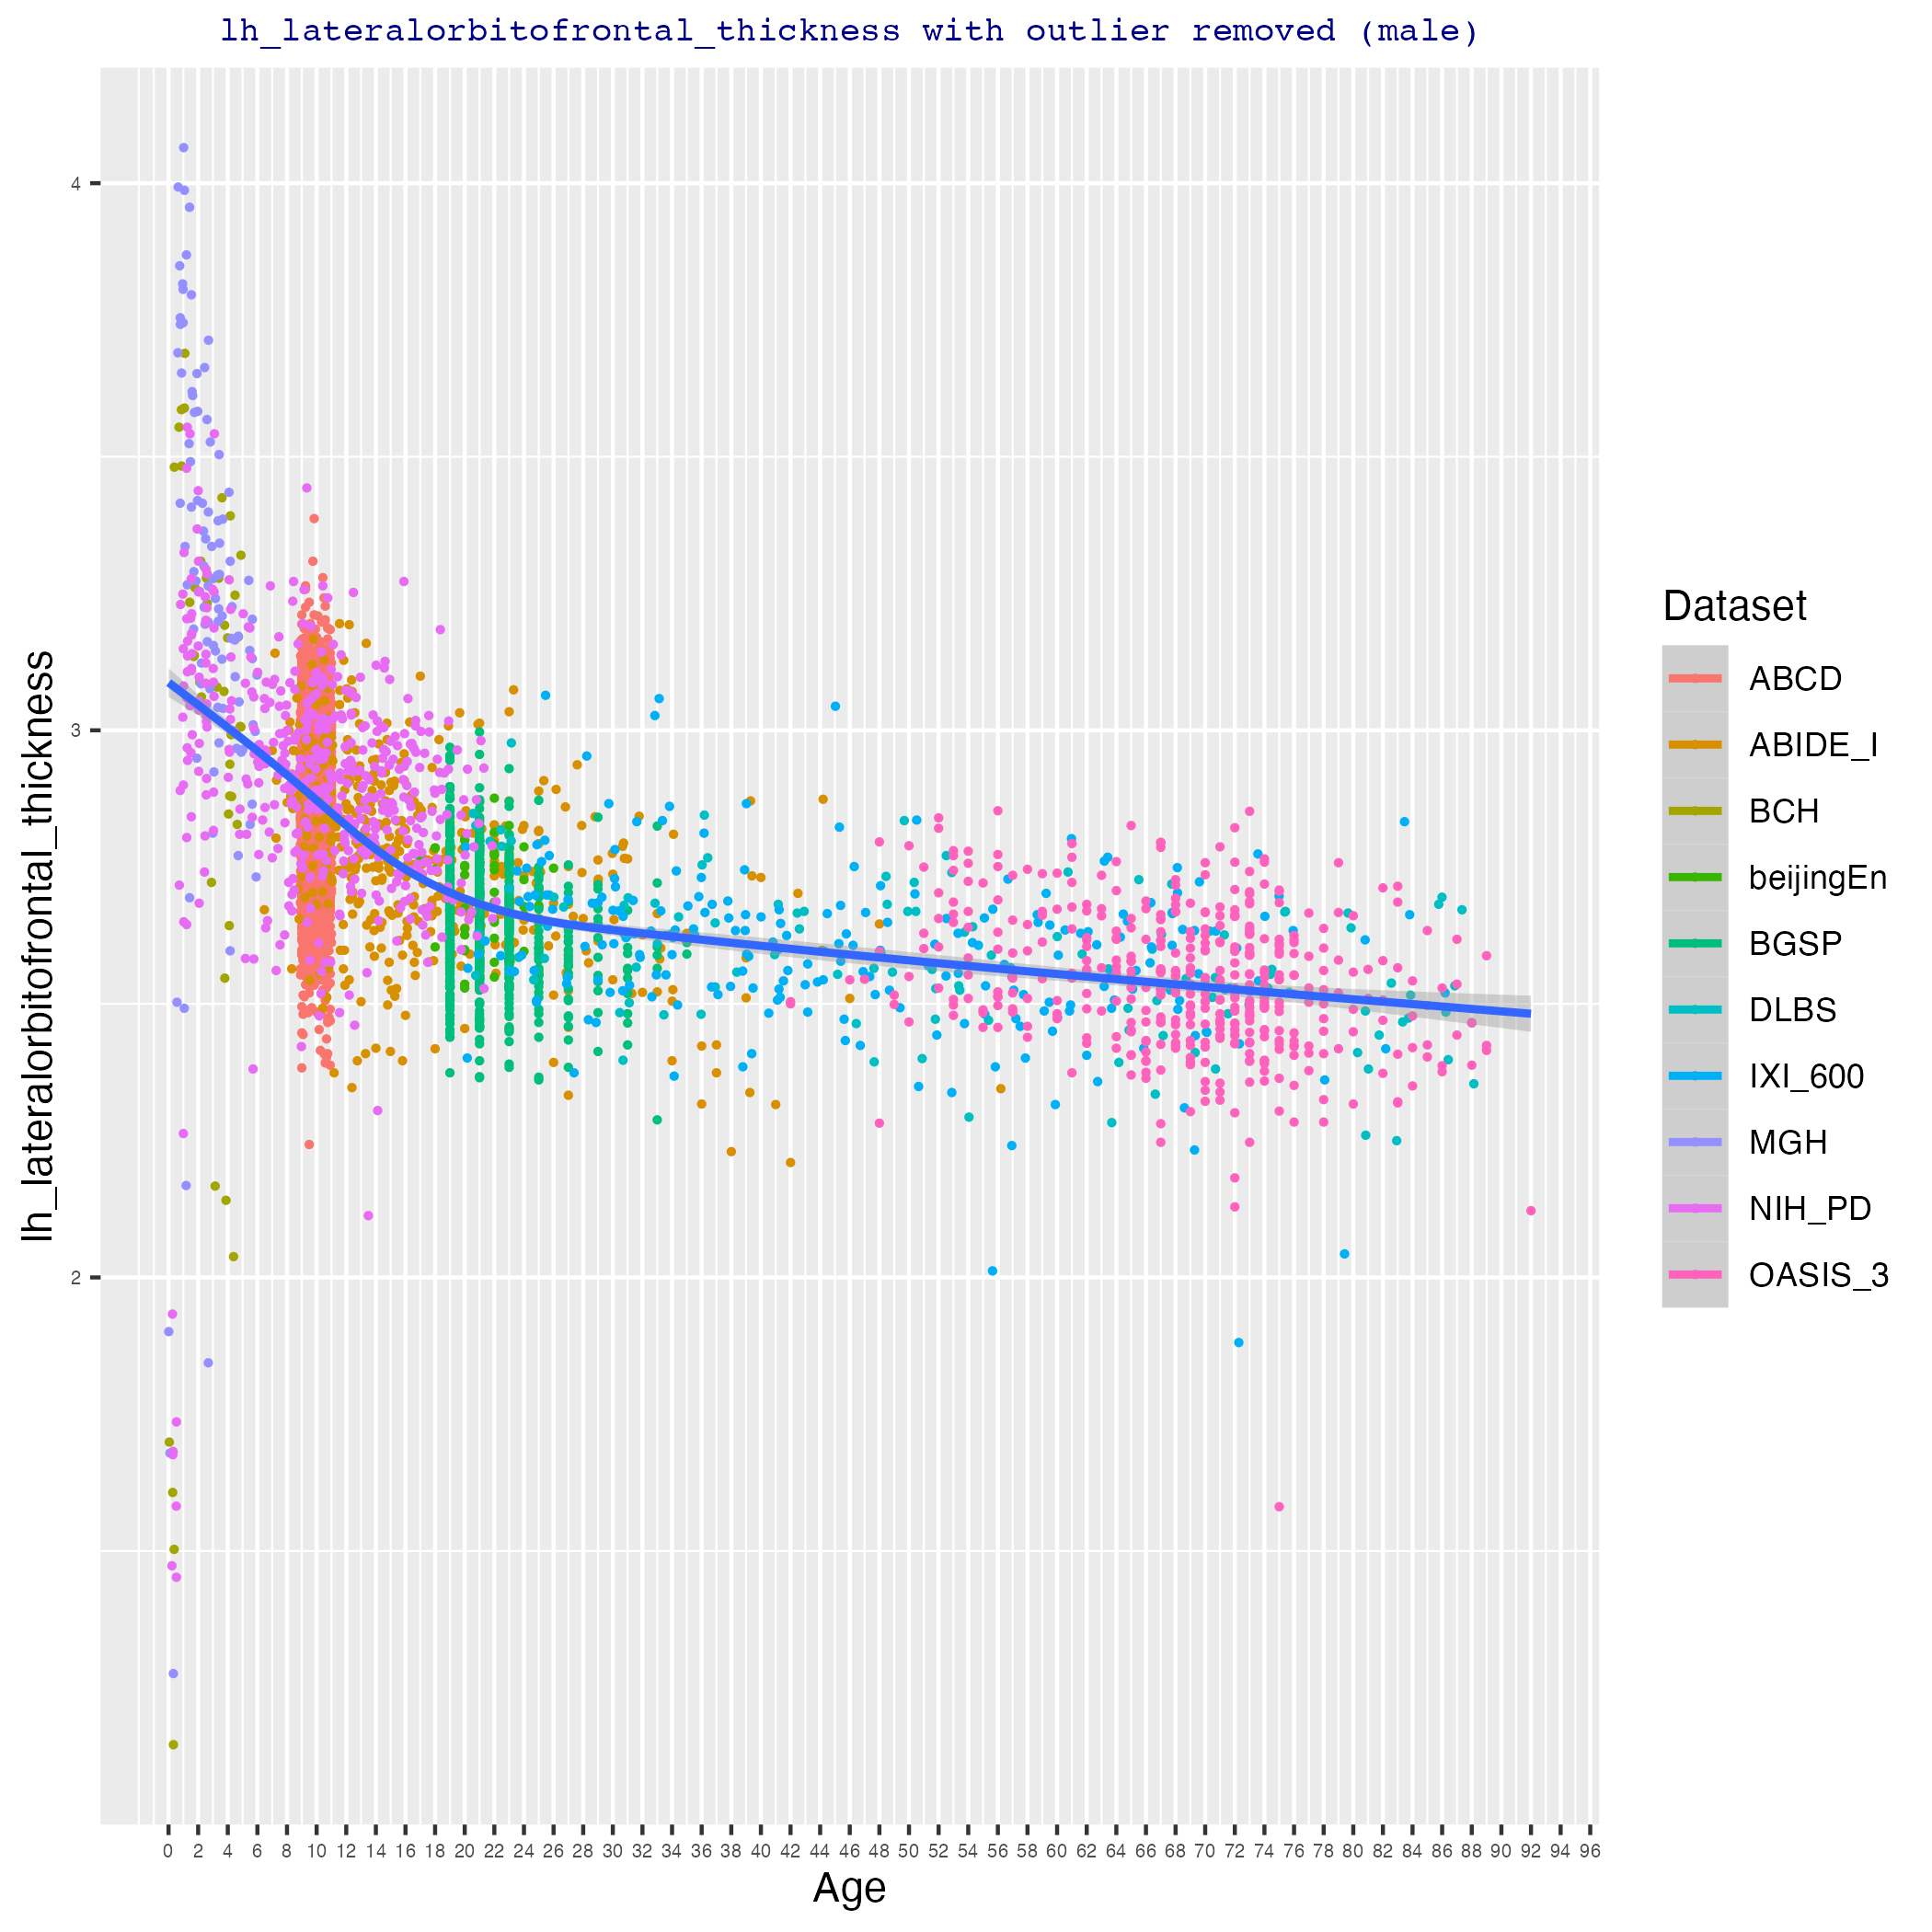 lh_lateralorbitofrontal_thickness with outlier removed (male)
lh_lateralorbitofrontal_thickness
4
3
2
0 2 4 6 8 10 12 14 16 18 20 22 24 26 28 30 32 34 36 38 40 42 44 46 48 50 52 54 56 58 60 62 64 66 68 70 72 74 76 78 80 82 84 86 88 90 92 94 96
Age
Dataset
ABCD
ABIDE_I
BCH
beijingEn
BGSP
DLBS
IXI_600
MGH
NIH_PD
OASIS_3